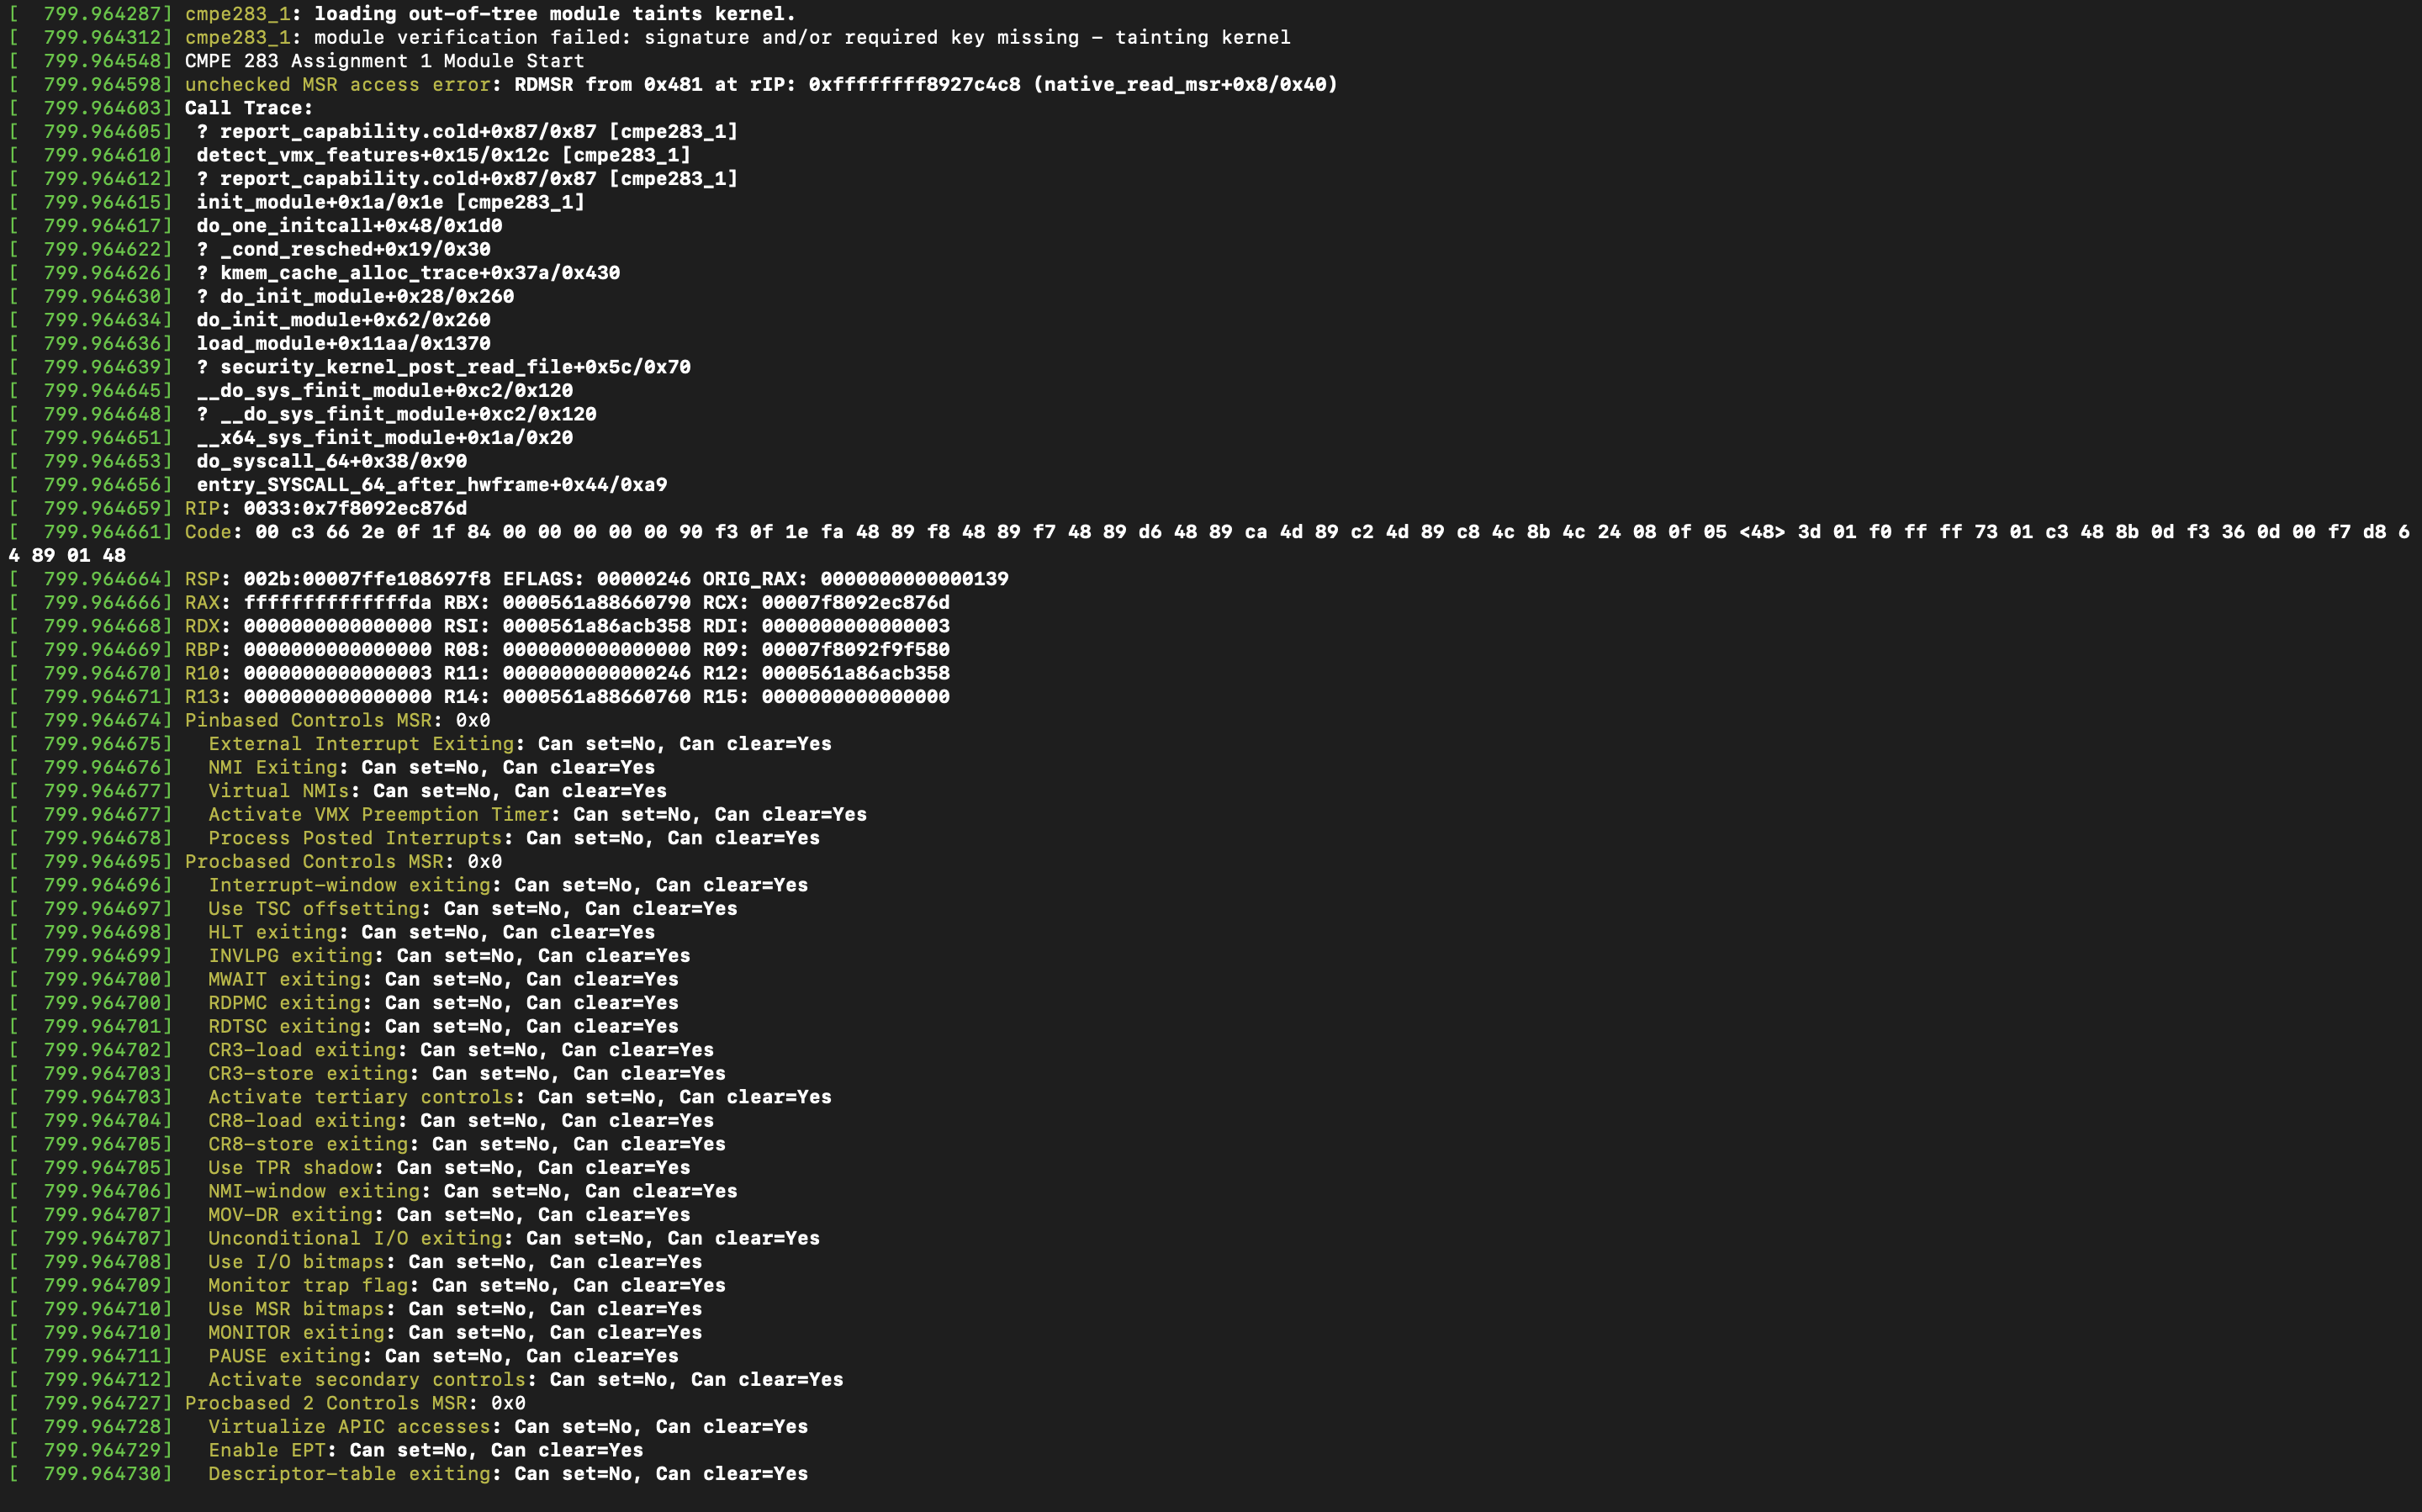 [  799.964287] cmpe283_1: loading out-of-tree module taints kernel.
[  799.964312] cmpe283_1: module verification failed: signature and/or required key missing - tainting kernel
[  799.964548] CMPE 283 Assignment 1 Module Start
[  799.964598] unchecked MSR access error: RDMSR from 0x481 at rIP: 0xffffffff8927c4c8 (native_read_msr+0x8/0x40)
[  799.964603] Call Trace:
[  799.964605]  ? report_capability.cold+0x87/0x87 [cmpe283_1]
[  799.964610]  detect_vmx_features+0x15/0x12c [cmpe283_1]
[  799.964612]  ? report_capability.cold+0x87/0x87 [cmpe283_1]
[  799.964615]  init_module+0x1a/0x1e [cmpe283_1]
[  799.964617]  do_one_initcall+0x48/0x1d0
[  799.964622]  ? _cond_resched+0x19/0x30
[  799.964626]  ? kmem_cache_alloc_trace+0x37a/0x430
[  799.964630]  ? do_init_module+0x28/0x260
[  799.964634]  do_init_module+0x62/0x260
[  799.964636]  load_module+0x11aa/0x1370
[  799.964639]  ? security_kernel_post_read_file+0x5c/0x70
[  799.964645]  __do_sys_finit_module+0xc2/0x120
[  799.964648]  ? __do_sys_finit_module+0xc2/0x120
[  799.964651]  __x64_sys_finit_module+0x1a/0x20
[  799.964653]  do_syscall_64+0x38/0x90
[  799.964656]  entry_SYSCALL_64_after_hwframe+0x44/0xa9
[  799.964659] RIP: 0033:0x7f8092ec876d
[  799.964661] Code: 00 c3 66 2e 0f 1f 84 00 00 00 00 00 90 f3 0f 1e fa 48 89 f8 48 89 f7 48 89 d6 48 89 ca 4d 89 c2 4d 89 c8 4c 8b 4c 24 08 0f 05 <48> 3d 01 f0 ff ff 73 01 c3 48 8b 0d f3 36 0d 00 f7 d8 6
4 89 01 48
[  799.964664] RSP: 002b:00007ffe108697f8 EFLAGS: 00000246 ORIG_RAX: 0000000000000139
[  799.964666] RAX: ffffffffffffffda RBX: 0000561a88660790 RCX: 00007f8092ec876d
[  799.964668] RDX: 0000000000000000 RSI: 0000561a86acb358 RDI: 0000000000000003
[  799.964669] RBP: 0000000000000000 R08: 0000000000000000 R09: 00007f8092f9f580
[  799.964670] R10: 0000000000000003 R11: 0000000000000246 R12: 0000561a86acb358
[  799.964671] R13: 0000000000000000 R14: 0000561a88660760 R15: 0000000000000000
[  799.964674] Pinbased Controls MSR: 0x0
[  799.964675]   External Interrupt Exiting: Can set=No, Can clear=Yes
[  799.964676]   NMI Exiting: Can set=No, Can clear=Yes
[  799.964677]   Virtual NMIs: Can set=No, Can clear=Yes
[  799.964677]   Activate VMX Preemption Timer: Can set=No, Can clear=Yes
[  799.964678]   Process Posted Interrupts: Can set=No, Can clear=Yes
[  799.964695] Procbased Controls MSR: 0x0
[  799.964696]   Interrupt-window exiting: Can set=No, Can clear=Yes
[  799.964697]   Use TSC offsetting: Can set=No, Can clear=Yes
[  799.964698]   HLT exiting: Can set=No, Can clear=Yes
[  799.964699]   INVLPG exiting: Can set=No, Can clear=Yes
[  799.964700]   MWAIT exiting: Can set=No, Can clear=Yes
[  799.964700]   RDPMC exiting: Can set=No, Can clear=Yes
[  799.964701]   RDTSC exiting: Can set=No, Can clear=Yes
[  799.964702]   CR3-load exiting: Can set=No, Can clear=Yes
[  799.964703]   CR3-store exiting: Can set=No, Can clear=Yes
[  799.964703]   Activate tertiary controls: Can set=No, Can clear=Yes
[  799.964704]   CR8-load exiting: Can set=No, Can clear=Yes
[  799.964705]   CR8-store exiting: Can set=No, Can clear=Yes
[  799.964705]   Use TPR shadow: Can set=No, Can clear=Yes
[  799.964706]   NMI-window exiting: Can set=No, Can clear=Yes
[  799.964707]   MOV-DR exiting: Can set=No, Can clear=Yes
[  799.964707]   Unconditional I/O exiting: Can set=No, Can clear=Yes
[  799.964708]   Use I/O bitmaps: Can set=No, Can clear=Yes
[  799.964709]   Monitor trap flag: Can set=No, Can clear=Yes
[  799.964710]   Use MSR bitmaps: Can set=No, Can clear=Yes
[  799.964710]   MONITOR exiting: Can set=No, Can clear=Yes
[  799.964711]   PAUSE exiting: Can set=No, Can clear=Yes
[  799.964712]   Activate secondary controls: Can set=No, Can clear=Yes
[  799.964727] Procbased 2 Controls MSR: 0x0
[  799.964728]   Virtualize APIC accesses: Can set=No, Can clear=Yes
[  799.964729]   Enable EPT: Can set=No, Can clear=Yes
[  799.964730]   Descriptor-table exiting: Can set=No, Can clear=Yes